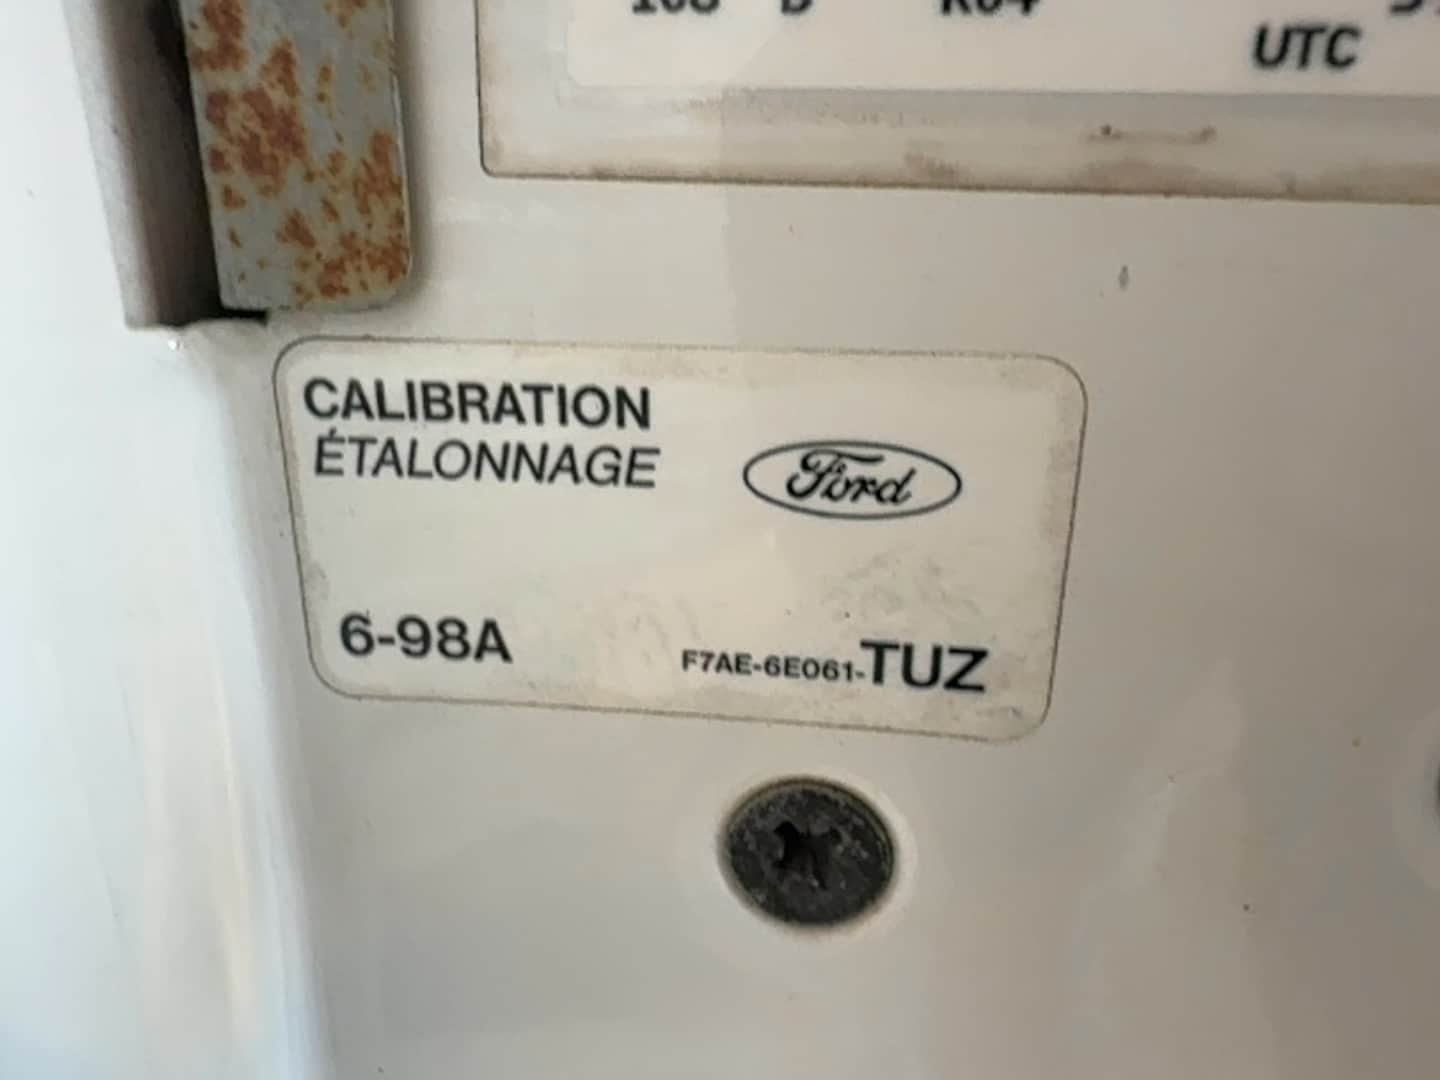 UTC
CALIBRATION
ÉTALONNAGE
Ford
6-98A
F7AE-6E061-TUZ